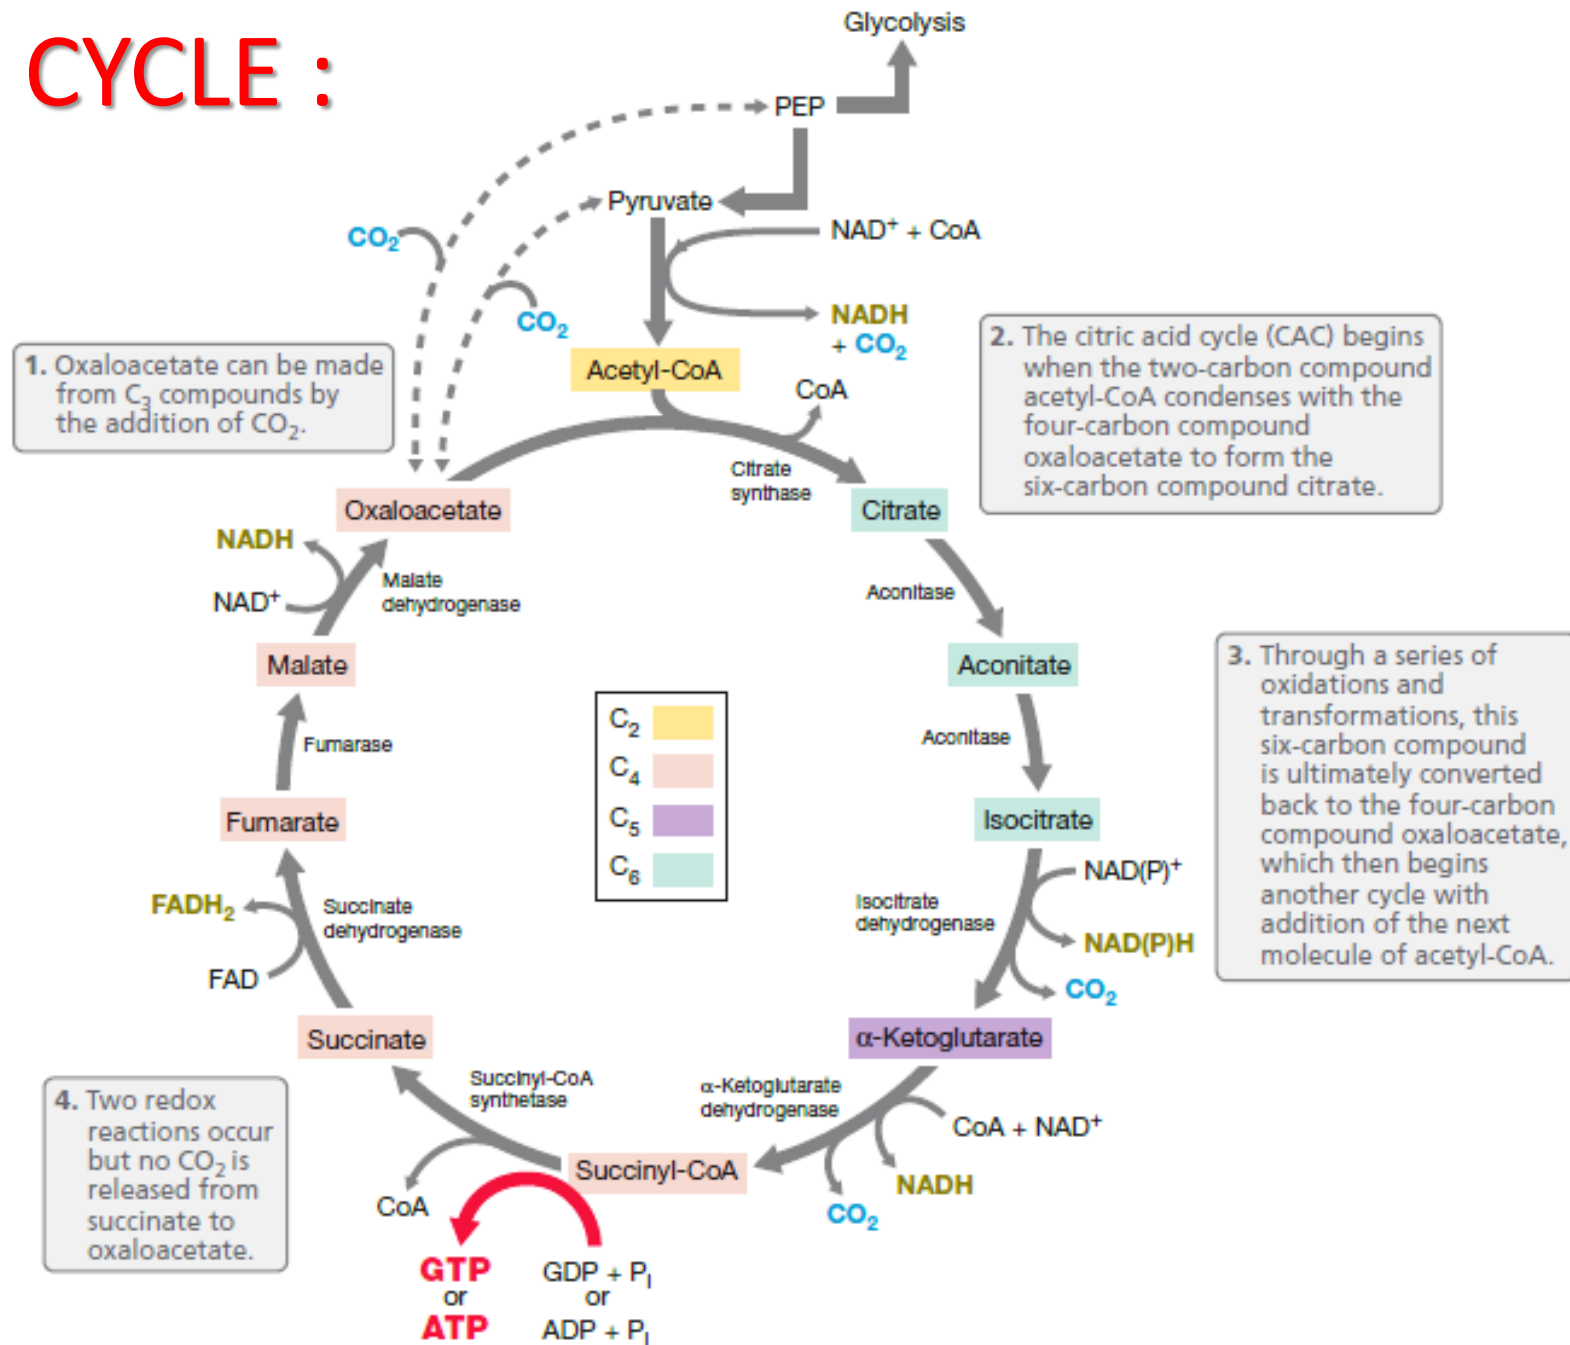 CYCLE :
Glycolysis
PEP
Pyruvate
NAD⁺ + CoA
CO₂
CO₂
NADH
+ CO₂
Acetyl-CoA
CoA
1. Oxaloacetate can be made
from C₃ compounds by
the addition of CO₂.
2. The citric acid cycle (CAC) begins
when the two-carbon compound
acetyl-CoA condenses with the
four-carbon compound
oxaloacetate to form the
six-carbon compound citrate.
Citrate
synthase
Oxaloacetate
Citrate
NADH
NAD⁺
Malate
dehydrogenase
Aconitase
Malate
Aconitate
3. Through a series of
oxidations and
transformations, this
six-carbon compound
is ultimately converted
back to the four-carbon
compound oxaloacetate,
which then begins
another cycle with
addition of the next
molecule of acetyl-CoA.
C₂
C₄
C₅
C₆
Fumarase
Aconitase
Fumarate
Isocitrate
NAD(P)⁺
Isocitrate
dehydrogenase
NAD(P)H
CO₂
FADH₂
Succinate
dehydrogenase
FAD
Succinate
α-Ketoglutarate
Succinyl-CoA
synthetase
α-Ketoglutarate
dehydrogenase
CoA + NAD⁺
4. Two redox
reactions occur
but no CO₂ is
released from
succinate to
oxaloacetate.
Succinyl-CoA
NADH
CoA
CO₂
GTP
or
ATP
GDP + Pᵢ
or
ADP + Pᵢ